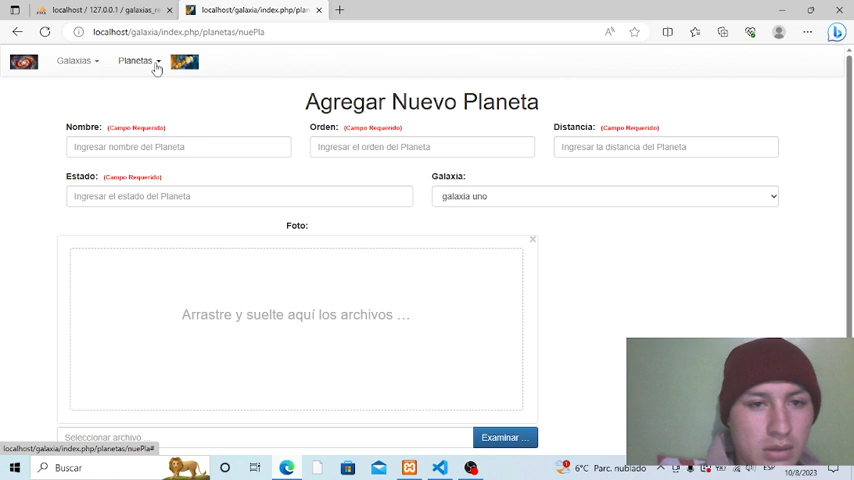 localhost / 127.0.0.1 / galaxias_re
localhost/galaxia/index.php/plan
localhost/galaxia/index.php/planetas/nuePla
Galaxias
Planetas
Agregar Nuevo Planeta
Nombre: (Campo Requerido)
Orden: (Campo Requerido)
Distancia: (Campo Requerido)
Ingresar nombre del Planeta
Ingresar el orden del Planeta
Ingresar la distancia del Planeta
Estado: (Campo Requerido)
Galaxia:
Ingresar el estado del Planeta
galaxia uno
Foto:
Arrastre y suelte aquí los archivos …
Seleccionar archivo ...
Examinar …
localhost/galaxia/index.php/planetas/nuePla#
Buscar
6°C Parc. nublado
ESP
10/8/2023